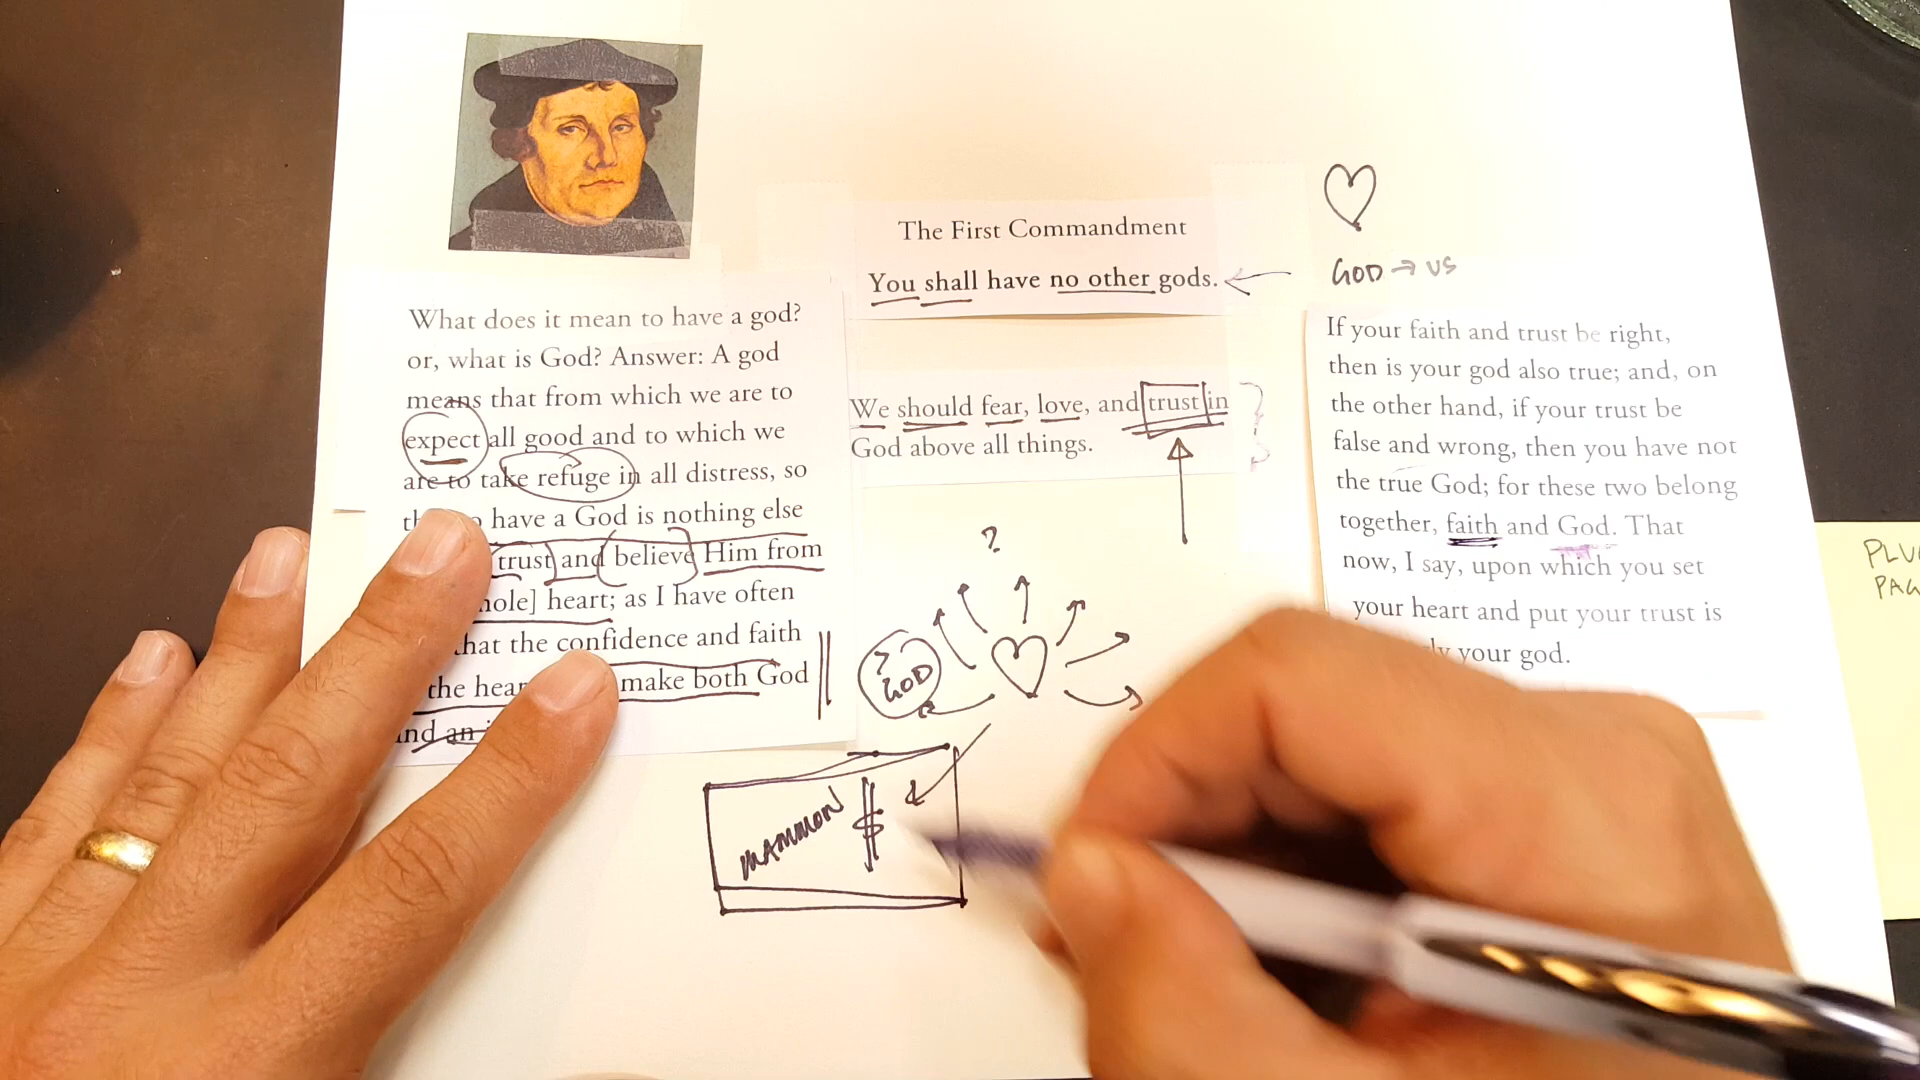 The First Commandment
You shall have no other gods.
We should fear, love, and trust in
God above all things.
What does it mean to have a god?
or, what is God? Answer: A god
means that from which we are to
expect all good and to which we
are to take refuge in all distress, so
have a God is nothing else
trust and believe Him from
heart; as I have often
that the confidence and faith
the make both God
and an
?
? GOD
MAMMON $
GOD → US
If your faith and trust be right,
then is your god also true; and, on
the other hand, if your trust be
false and wrong, then you have not
the true God; for these two belong
together, faith and God. That
now, I say, upon which you set
your heart and put your trust is
your god.